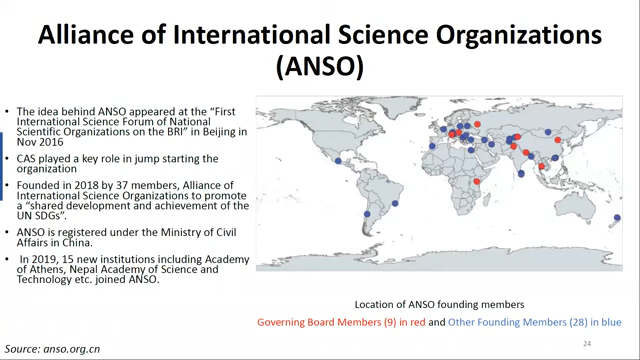 Alliance of International Science Organizations
(ANSO)
• The idea behind ANSO appeared at the “First
International Science Forum of National
Scientific Organizations on the BRI” in Beijing in
Nov 2016
• CAS played a key role in jump starting the
organization
• Founded in 2018 by 37 members, Alliance of
International Science Organizations to promote
a “shared development and achievement of the
UN SDGs”.
• ANSO is registered under the Ministry of Civil
Affairs in China.
• In 2019, 15 new institutions including Academy
of Athens, Nepal Academy of Science and
Technology etc. joined ANSO.
Location of ANSO founding members
Governing Board Members (9) in red and Other Founding Members (28) in blue
Source: anso.org.cn
24